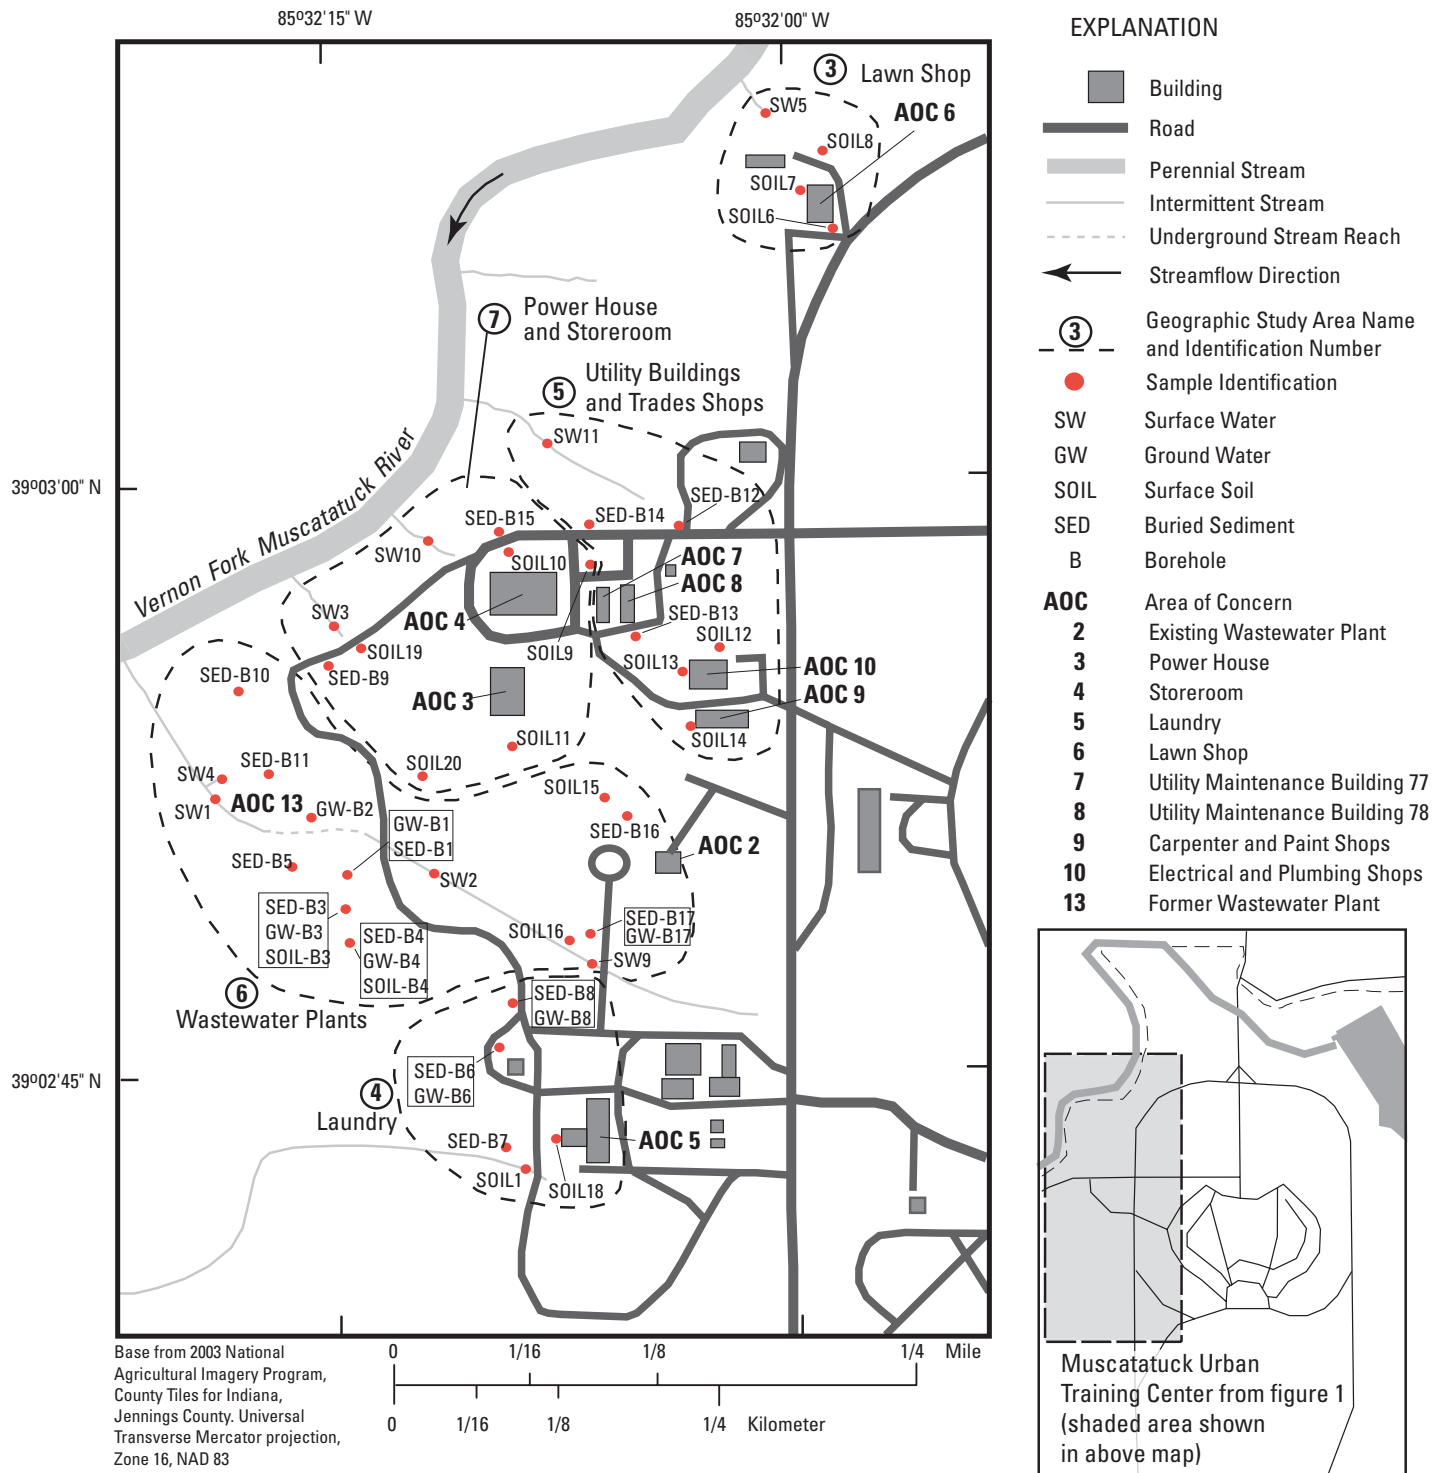 85º32'15" W
85º32'00" W
39º03'00" N
39º02'45" N
3 Lawn Shop
SW5
AOC 6
SOIL8
SOIL7
SOIL6
7 Power House
and Storeroom
5 Utility Buildings
and Trades Shops
SW11
Vernon Fork Muscatatuck River
SED-B12
SED-B15
SED-B14
SW10
SOIL10
AOC 7
AOC 8
AOC 4
SED-B13
SW3
SOIL9
SOIL12
SOIL19
SOIL13
AOC 10
SED-B10
SED-B9
AOC 3
AOC 9
SOIL14
SOIL11
SED-B11
SOIL20
SW4
SOIL15
SW1
AOC 13
GW-B2
GW-B1
SED-B1
SED-B16
AOC 2
SED-B5
SW2
SED-B3
GW-B3
SOIL-B3
SED-B4
GW-B4
SOIL-B4
SOIL16
SED-B17
GW-B17
SW9
6
Wastewater Plants
SED-B8
GW-B8
SED-B6
GW-B6
4
Laundry
SED-B7
AOC 5
SOIL1
SOIL18
EXPLANATION
Building
Road
Perennial Stream
Intermittent Stream
Underground Stream Reach
Streamflow Direction
3 Geographic Study Area Name
and Identification Number
Sample Identification
SW Surface Water
GW Ground Water
SOIL Surface Soil
SED Buried Sediment
B Borehole
AOC Area of Concern
2 Existing Wastewater Plant
3 Power House
4 Storeroom
5 Laundry
6 Lawn Shop
7 Utility Maintenance Building 77
8 Utility Maintenance Building 78
9 Carpenter and Paint Shops
10 Electrical and Plumbing Shops
13 Former Wastewater Plant
Muscatatuck Urban
Training Center from figure 1
(shaded area shown
in above map)
Base from 2003 National
Agricultural Imagery Program,
County Tiles for Indiana,
Jennings County. Universal
Transverse Mercator projection,
Zone 16, NAD 83
0 1/16 1/8 1/4 Mile
0 1/16 1/8 1/4 Kilometer